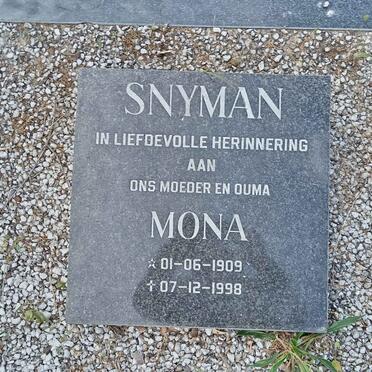 SNYMAN
IN LIEFDEVOLLE HERINNERING
AAN
ONS MOEDER EN OUMA
MONA
☆ 01-06-1909
✝ 07-12-1998